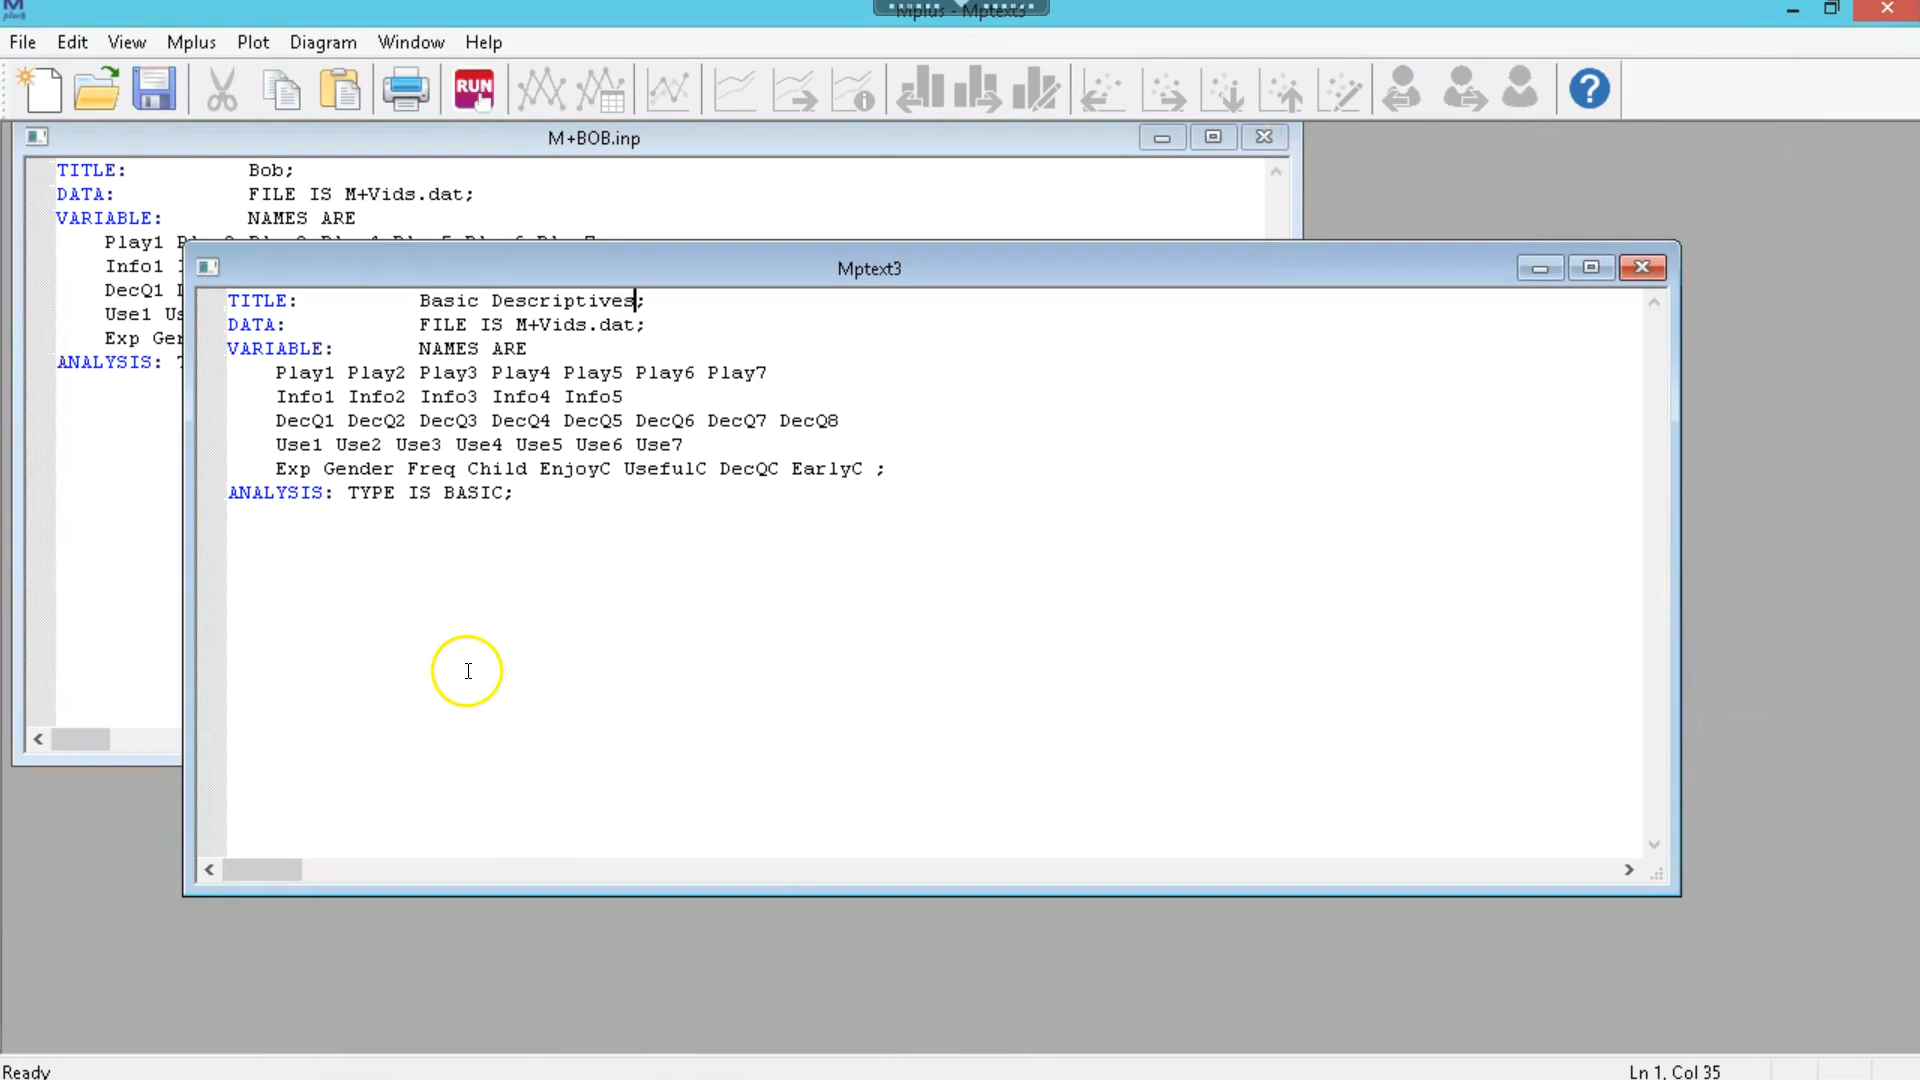 Mplus - Mptext3
File Edit View Mplus Plot Diagram Window Help
RUN
M+BOB.inp
TITLE: Bob;
DATA: FILE IS M+Vids.dat;
VARIABLE: NAMES ARE
Play1
Info1
DecQ1
Use1
Exp
ANALYSIS:
Mptext3
TITLE: Basic Descriptives;
DATA: FILE IS M+Vids.dat;
VARIABLE: NAMES ARE
Play1 Play2 Play3 Play4 Play5 Play6 Play7
Info1 Info2 Info3 Info4 Info5
DecQ1 DecQ2 DecQ3 DecQ4 DecQ5 DecQ6 DecQ7 DecQ8
Use1 Use2 Use3 Use4 Use5 Use6 Use7
Exp Gender Freq Child EnjoyC UsefulC DecQC EarlyC ;
ANALYSIS: TYPE IS BASIC;
Ready
Ln 1, Col 35